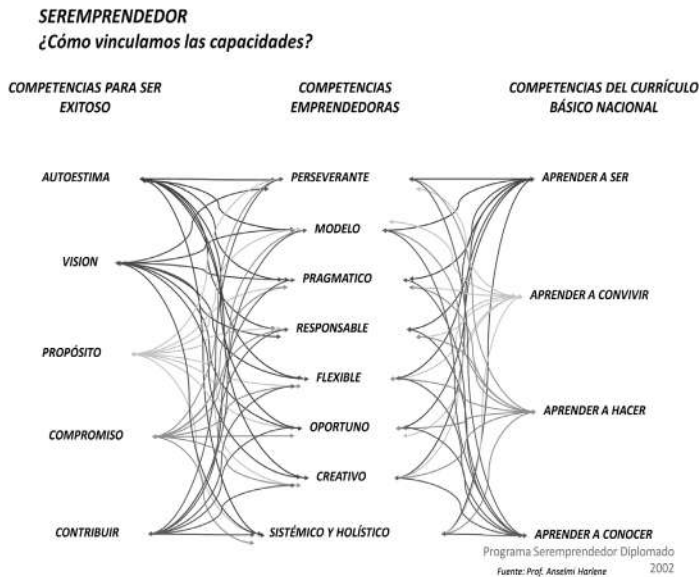 SEREMPRENDEDOR
¿Cómo vinculamos las capacidades?
COMPETENCIAS PARA SER
EXITOSO
COMPETENCIAS
EMPRENDEDORAS
COMPETENCIAS DEL CURRÍCULO
BÁSICO NACIONAL
AUTOESTIMA
PERSEVERANTE
APRENDER A SER
MODELO
VISION
PRAGMATICO
APRENDER A CONVIVIR
RESPONSABLE
PROPÓSITO
FLEXIBLE
APRENDER A HACER
OPORTUNO
COMPROMISO
CREATIVO
CONTRIBUIR
SISTÉMICO Y HOLÍSTICO
APRENDER A CONOCER
Programa Seremprendedor Diplomado
2002
Fuente: Prof. Anselmi Harlene